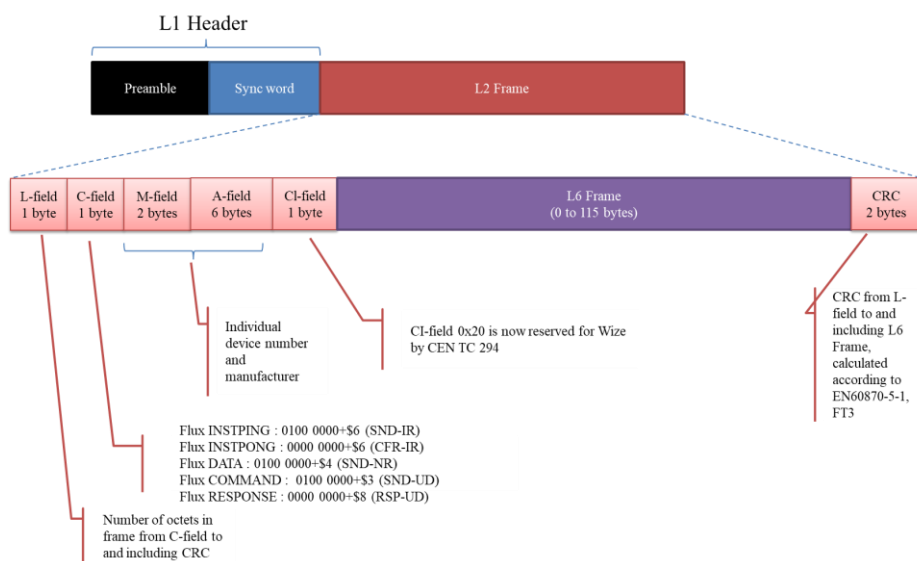 L1 Header
Preamble
Sync word
L2 Frame
L-field
1 byte
C-field
1 byte
M-field
2 bytes
A-field
6 bytes
CI-field
1 byte
L6 Frame
(0 to 115 bytes)
CRC
2 bytes
Individual
device number
and
manufacturer
CI-field 0x20 is now reserved for Wize
by CEN TC 294
CRC from L-
field to and
including L6
Frame,
calculated
according to
EN60870-5-1,
FT3
Flux INSTPING : 0100 0000+$6 (SND-IR)
Flux INSTPONG : 0000 0000+$6 (CFR-IR)
Flux DATA : 0100 0000+$4 (SND-NR)
Flux COMMAND : 0100 0000+$3 (SND-UD)
Flux RESPONSE : 0000 0000+$8 (RSP-UD)
Number of octets in
frame from C-field to
and including CRC